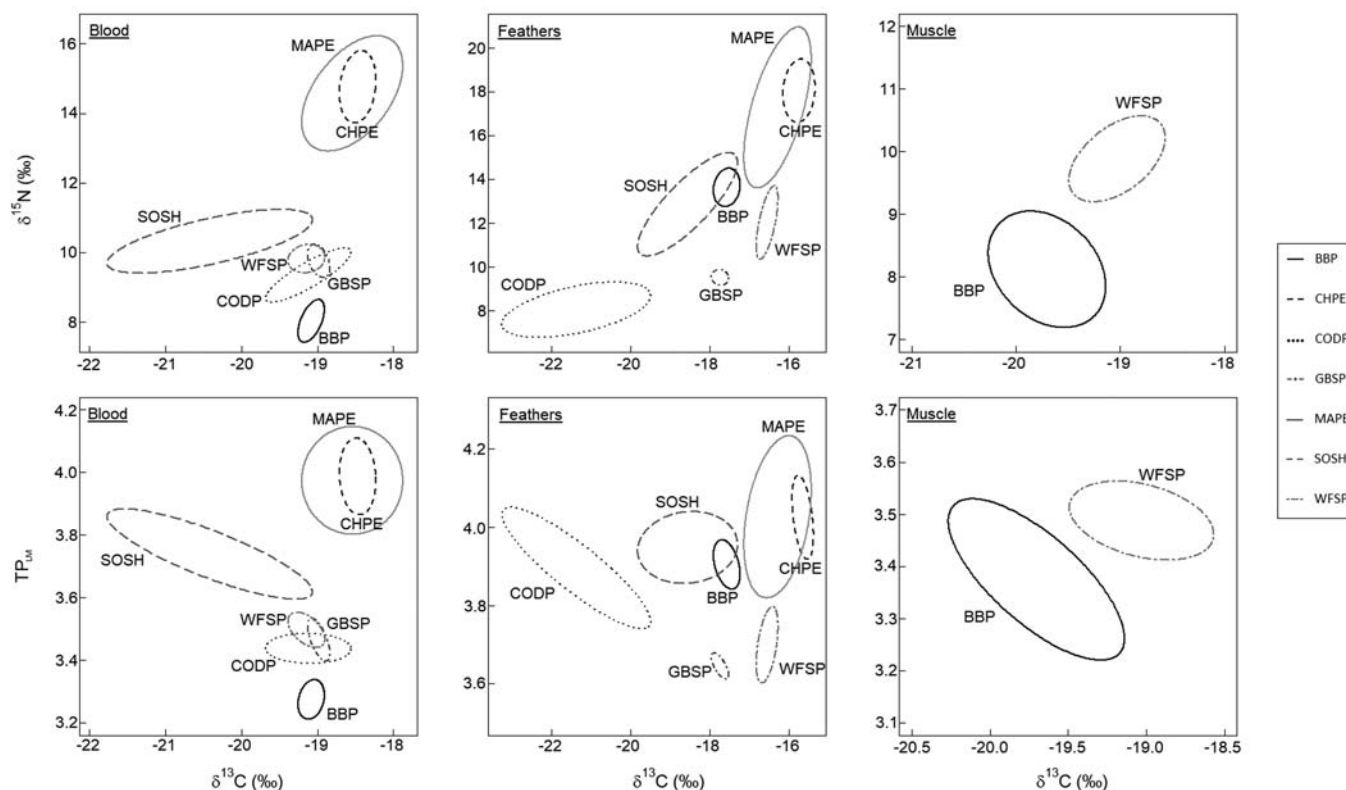 Blood
16
14
12
10
8
δ15N (‰)
MAPE
CHPE
SOSH
WFSP
GBSP
CODP
BBP
-22 -21 -20 -19 -18
Feathers
20
18
16
14
12
10
8
MAPE
CHPE
SOSH
BBP
WFSP
GBSP
CODP
-22 -20 -18 -16
Muscle
12
11
10
9
8
7
WFSP
BBP
-21 -20 -19 -18
Blood
4.2
4.0
3.8
3.6
3.4
3.2
MAPE
CHPE
SOSH
WFSP
GBSP
CODP
BBP
-22 -21 -20 -19 -18
δ13C (‰)
Feathers
4.2
4.0
3.8
3.6
MAPE
SOSH
CHPE
BBP
CODP
GBSP
WFSP
-22 -20 -18 -16
δ13C (‰)
Muscle
3.7
3.6
3.5
3.4
3.3
3.2
3.1
WFSP
BBP
-20.5 -20.0 -19.5 -19.0 -18.5
δ13C (‰)
BBP
CHPE
CODP
GBSP
MAPE
SOSH
WFSP